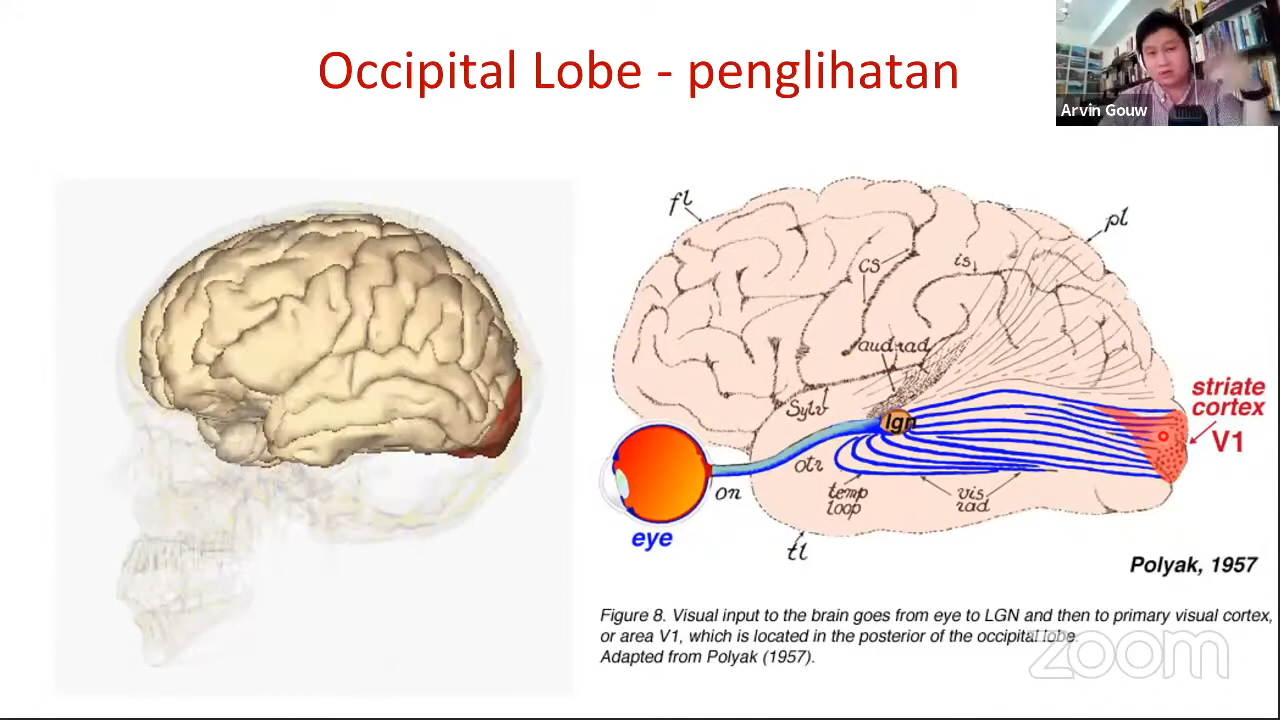 Occipital Lobe - penglihatan
Arvin Gouw
fl
pl
CS
is
aud rad
striate
cortex
Sylv
lgn
V1
otr
on
temp
loop
vis
rad
eye
tl
Polyak, 1957
Figure 8. Visual input to the brain goes from eye to LGN and then to primary visual cortex,
or area V1, which is located in the posterior of the occipital lobe.
Adapted from Polyak (1957).
zoom